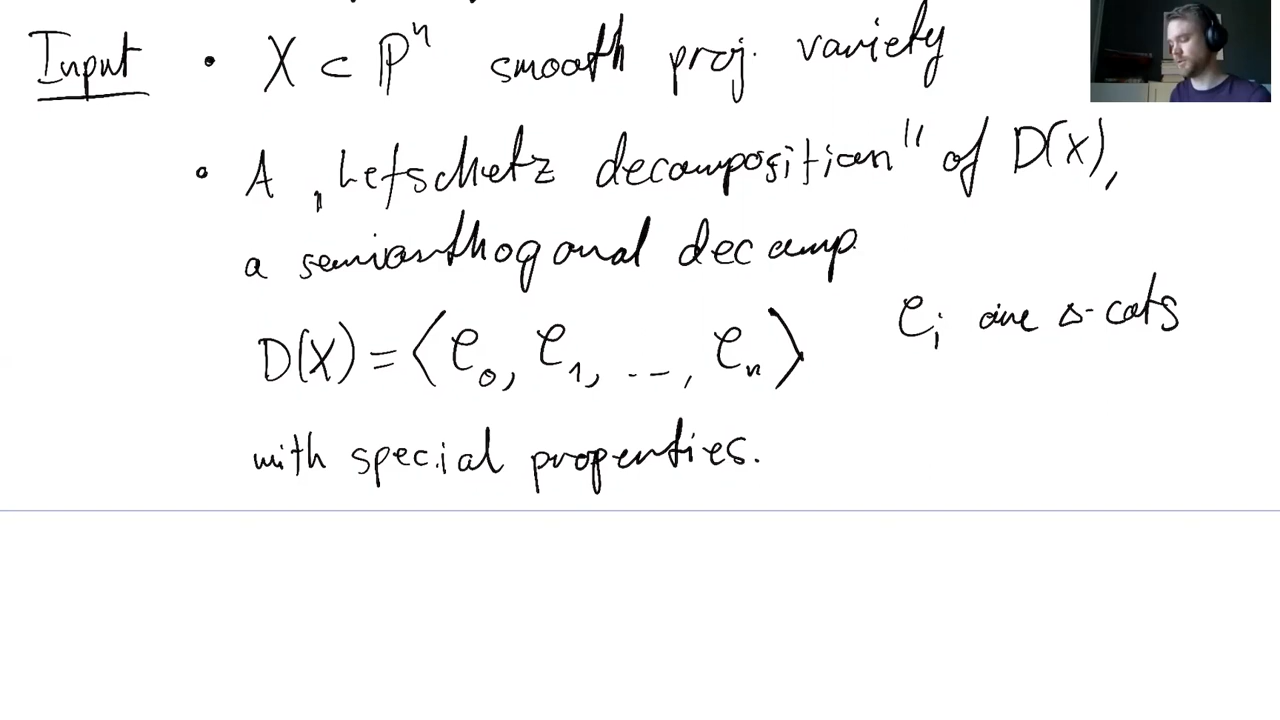 Input • X ⊂ ℙⁿ smooth proj. variety
• A „Lefschetz decomposition" of D(X),
a semiorthogonal decomp
D(X) = ⟨ C₀, C₁, ..., Cₙ ⟩ Cᵢ are Δ-cats
with special properties.